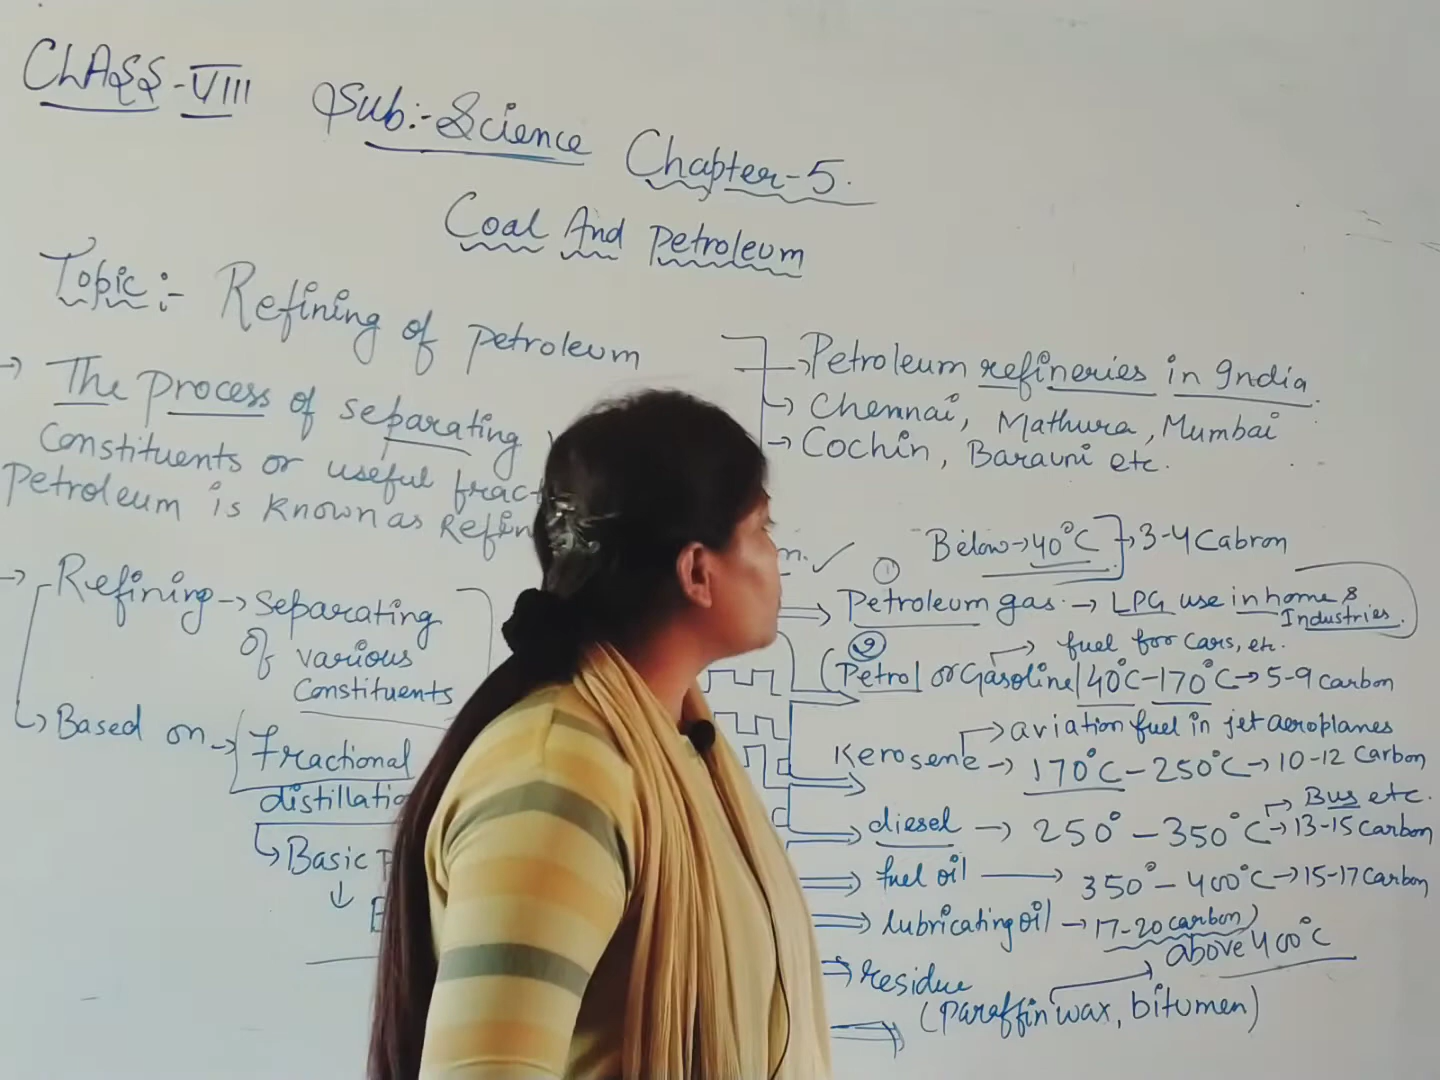 CLASS-VIII
Sub:-Science
Chapter-5.
Coal And Petroleum
Topic:- Refining of petroleum
→ The process of separating
Constituents or useful fract
Petroleum is known as Refin
→ Refining → separating
of various
Constituents
→ Based on → Fractional
distillatio
→ Basic
↓
→ Petroleum refineries in India.
→ Chennai, Mathura, Mumbai
→ Cochin, Barauni etc.
Below → 40°C → 3-4 Cabron
①
Petroleum gas. → LPG use in home &
Industries.
②
→ fuel for cars, etc.
(Petrol or Gasoline/40°C-170°C → 5-9 carbon
→ aviation fuel in jet aeroplanes
Kerosene → 170°C - 250°C → 10-12 Carbon
→ Bus etc.
diesel → 250° - 350°C → 13-15 Carbon
fuel oil → 350° - 400°C → 15-17 Carbon
lubricating oil → 17-20 carbon)
above 400°C
residue
(paraffin wax, bitumen)